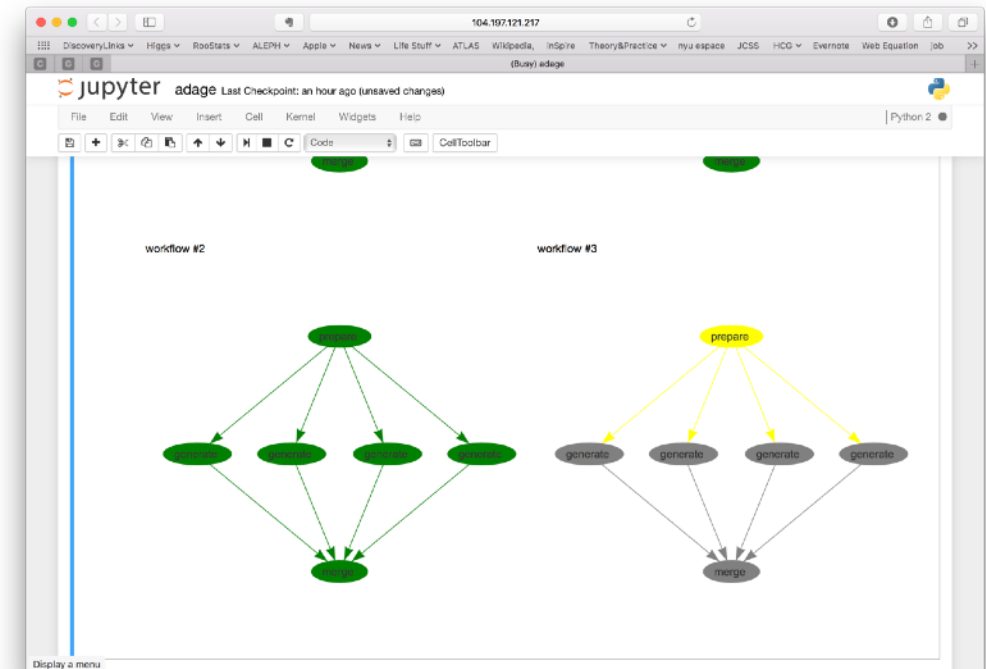 104.197.121.217
DiscoveryLinks Higgs RooStats ALEPH Apple News Life Stuff ATLAS Wikipedia, inSpire Theory&Practice nyu espace JCSS HCG Evernote Web Equation job >>
C G G (Busy) adage +
jupyter adage Last Checkpoint: an hour ago (unsaved changes)
File Edit View Insert Cell Kernel Widgets Help Python 2
Code CellToolbar
merge merge
workflow #2 workflow #3
prepare prepare
generate generate generate generate generate generate generate generate
merge merge
Display a menu